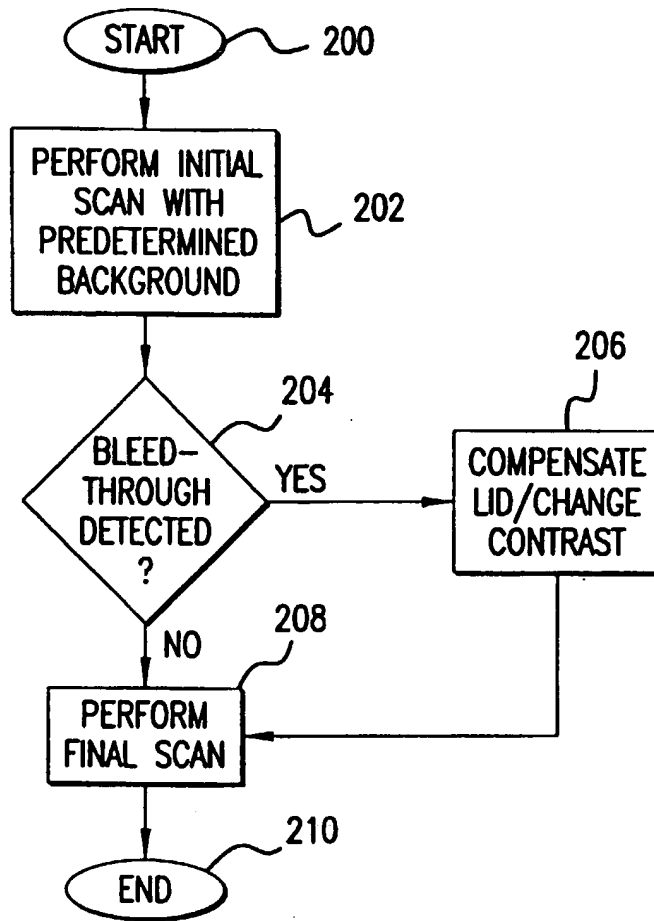 START
200
PERFORM INITIAL
SCAN WITH
PREDETERMINED
BACKGROUND
202
204
BLEED-
THROUGH
DETECTED
?
YES
206
COMPENSATE
LID/CHANGE
CONTRAST
NO
208
PERFORM
FINAL SCAN
210
END